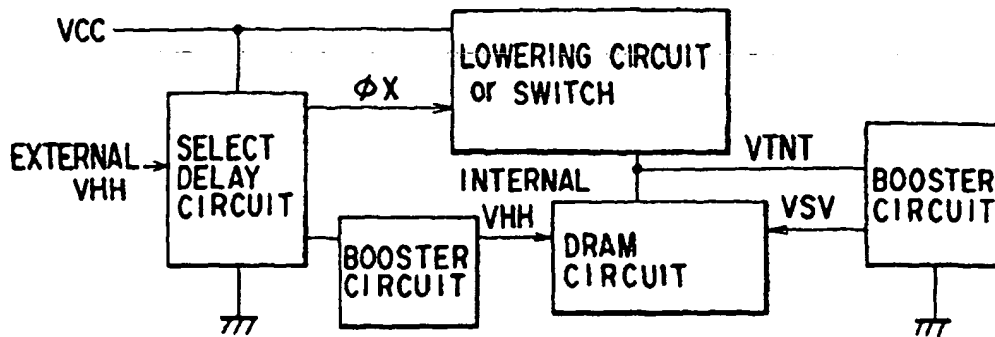 VCC
LOWERING CIRCUIT
or SWITCH
ϕX
EXTERNAL
VHH
SELECT
DELAY
CIRCUIT
VTNT
BOOSTER
CIRCUIT
INTERNAL
VHH
VSV
BOOSTER
CIRCUIT
DRAM
CIRCUIT